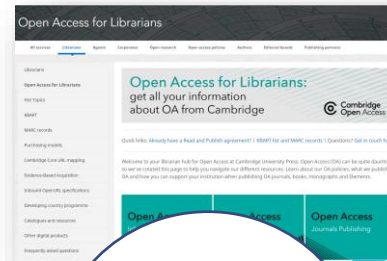 Open Access for Librarians
All services Librarians Agents Corporates Open research Open access policies Authors Editorial boards Publishing partners
Librarians
Open Access for Librarians
Hot Topics
KBART
MARC records
Purchasing models
Cambridge Core URL mapping
Evidence-Based Acquisition
Inbound OpenURL specifications
Developing country programme
Catalogues and resources
Other digital products
Frequently asked questions
Open Access for Librarians:
get all your information
about OA from Cambridge
Cambridge
Open Access
Quick links: Already have a Read and Publish agreement? | KBART list and MARC records | Questions? Get in touch
Welcome to your librarian hub for Open Access at Cambridge University Press. Open Access (OA) can be quite
so we've created this page to help you navigate our different resources. Learn about our OA policies, what we
OA and how you can support your institution when publishing OA journals, books, monographs and Elements.
Open
Access
Open Access
Journals Publishing